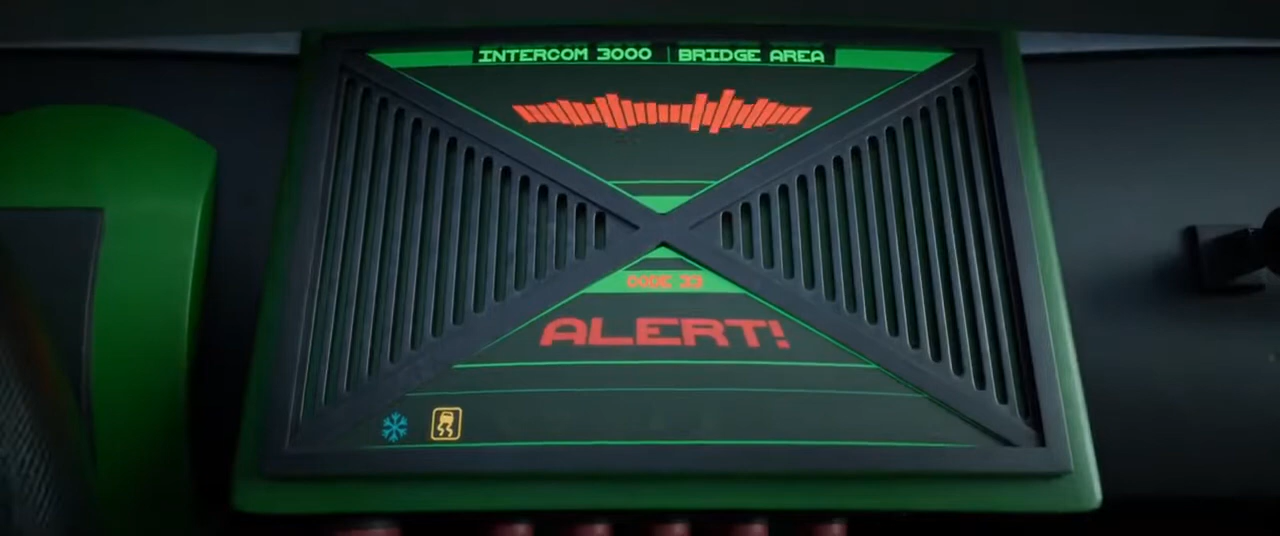 INTERCOM 3000 | BRIDGE AREA
CODE 33
ALERT!